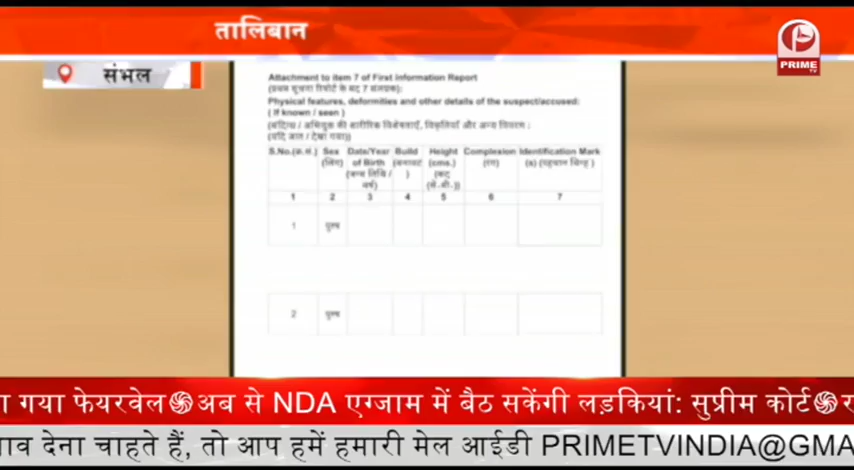 तालिबान
PRIME
TV
संभल
Attachment to item 7 of First Information Report
(प्रथम सूचना रिपोर्ट के मद 7 संलग्नक):
Physical features, deformities and other details of the suspect/accused:
( If known / seen )
(संदिग्ध / अभियुक्त की शारीरिक विशेषताएँ, विकृतियाँ और अन्य विवरण :
(यदि ज्ञात / देखा गया))
S.No.(क्र.सं.) Sex (लिंग) Date/Year of Birth (जन्म तिथि / वर्ष) Build (बनावट ) Height (cms.) (कद (से.मी.)) Complexion (रंग) Identification Mark (s) (पहचान चिन्ह )
1 2 3 4 5 6 7
1 पुरुष
2 पुरुष
ा गया फेयरवेल अब से NDA एग्जाम में बैठ सकेंगी लड़कियां: सुप्रीम कोर्ट
ाव देना चाहते हैं, तो आप हमें हमारी मेल आईडी PRIMETVINDIA@GMA